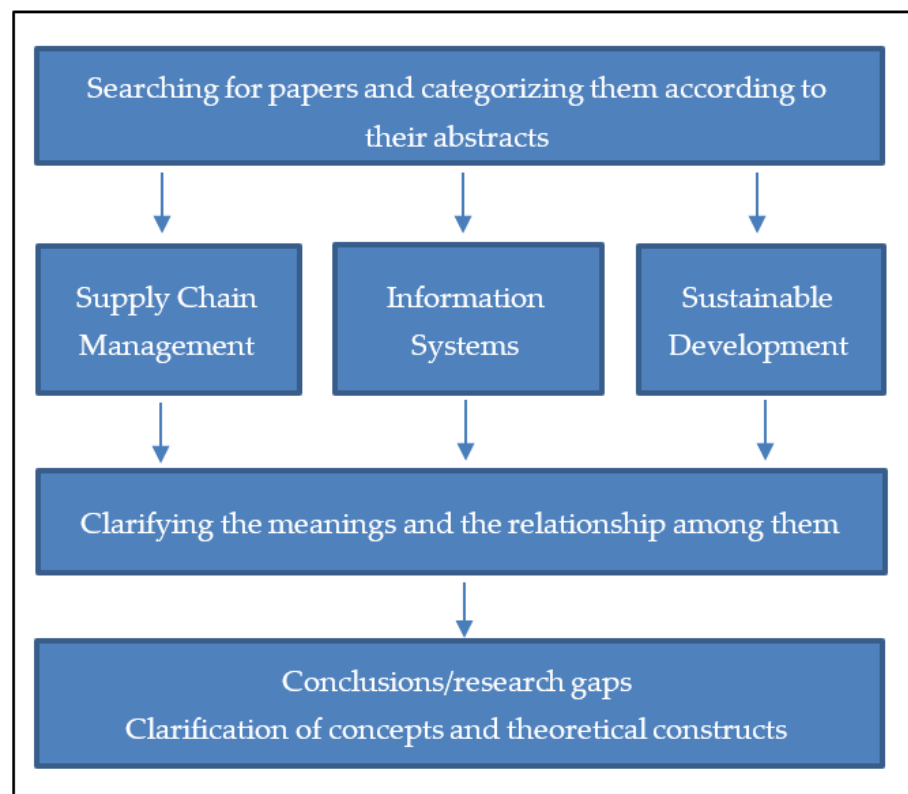 Searching for papers and categorizing them according to
their abstracts
Supply Chain
Management
Information
Systems
Sustainable
Development
Clarifying the meanings and the relationship among them
Conclusions/research gaps
Clarification of concepts and theoretical constructs